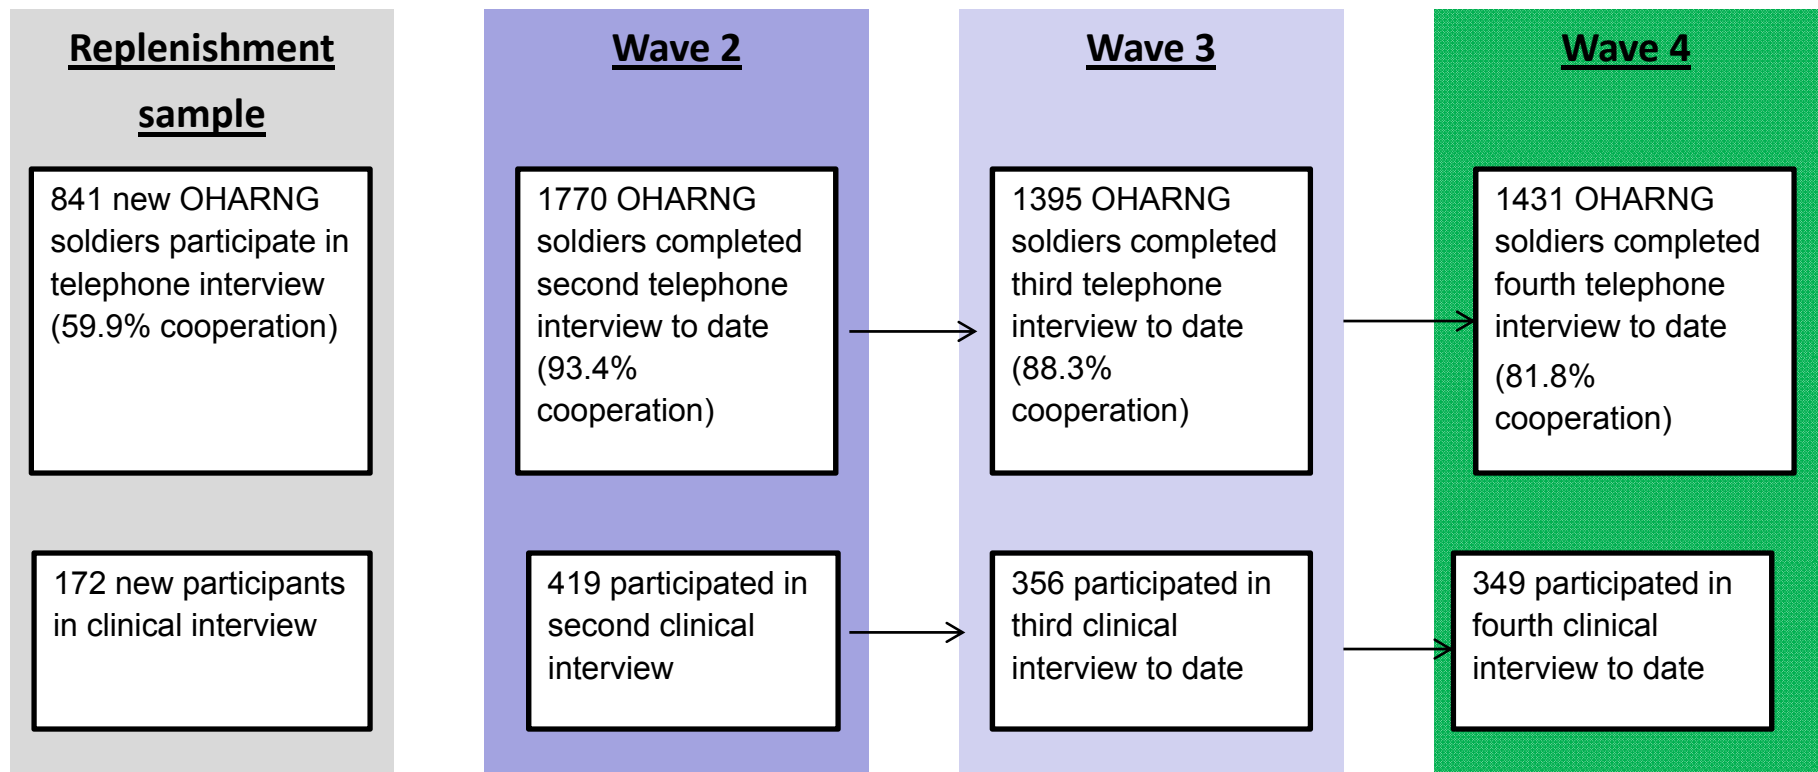 Replenishment
sample
841 new OHARNG
soldiers participate in
telephone interview
(59.9% cooperation)
172 new participants
in clinical interview
Wave 2
1770 OHARNG
soldiers completed
second telephone
interview to date
(93.4%
cooperation)
419 participated in
second clinical
interview
Wave 3
1395 OHARNG
soldiers completed
third telephone
interview to date
(88.3%
cooperation)
356 participated in
third clinical
interview to date
Wave 4
1431 OHARNG
soldiers completed
fourth telephone
interview to date
(81.8%
cooperation)
349 participated in
fourth clinical
interview to date